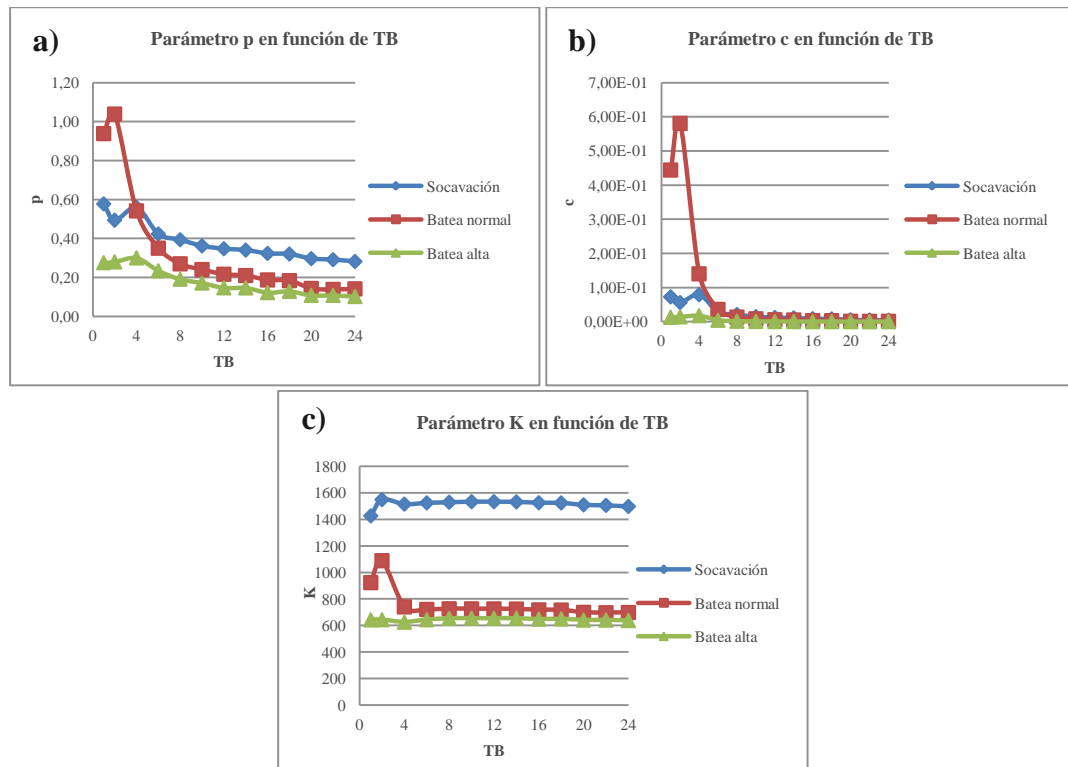 a)
Parámetro p en función de TB
1,20
1,00
0,80
0,60
0,40
0,20
0,00
p
0 4 8 12 16 20 24
TB
Socavación
Batea normal
Batea alta
b)
Parámetro c en función de TB
7,00E-01
6,00E-01
5,00E-01
4,00E-01
3,00E-01
2,00E-01
1,00E-01
0,00E+00
c
0 4 8 12 16 20 24
TB
Socavación
Batea normal
Batea alta
c)
Parámetro K en función de TB
1800
1600
1400
1200
1000
800
600
400
200
0
K
0 4 8 12 16 20 24
TB
Socavación
Batea normal
Batea alta